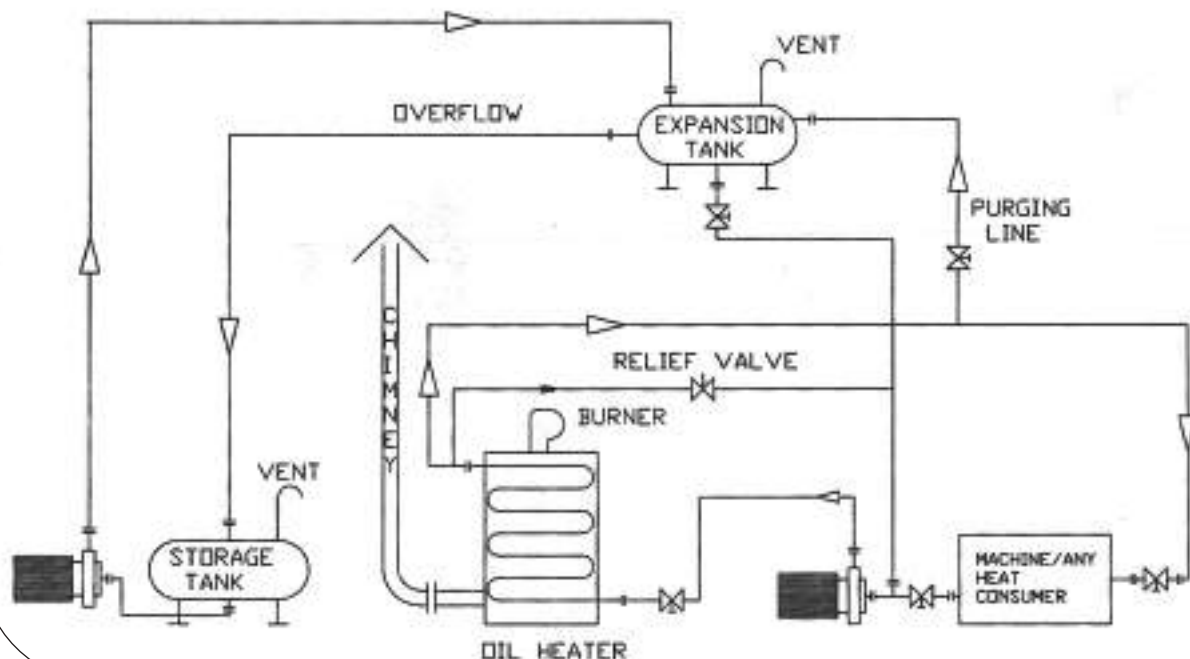 VENT
OVERFLOW
EXPANSION
TANK
PURGING
LINE
CHIMNEY
RELIEF VALVE
BURNER
VENT
STORAGE
TANK
MACHINE/ANY
HEAT
CONSUMER
OIL HEATER